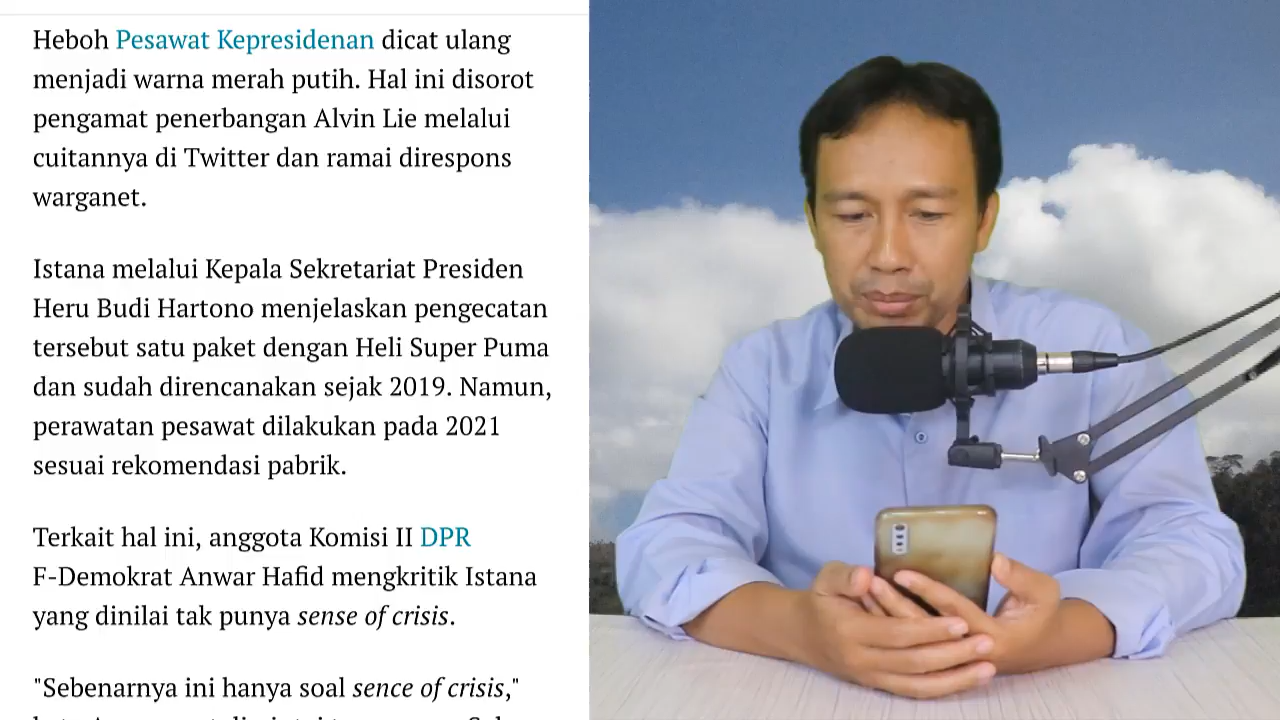 Heboh Pesawat Kepresidenan dicat ulang
menjadi warna merah putih. Hal ini disorot
pengamat penerbangan Alvin Lie melalui
cuitannya di Twitter dan ramai direspons
warganet.
Istana melalui Kepala Sekretariat Presiden
Heru Budi Hartono menjelaskan pengecatan
tersebut satu paket dengan Heli Super Puma
dan sudah direncanakan sejak 2019. Namun,
perawatan pesawat dilakukan pada 2021
sesuai rekomendasi pabrik.
Terkait hal ini, anggota Komisi II DPR
F-Demokrat Anwar Hafid mengkritik Istana
yang dinilai tak punya sense of crisis.
"Sebenarnya ini hanya soal sence of crisis,"